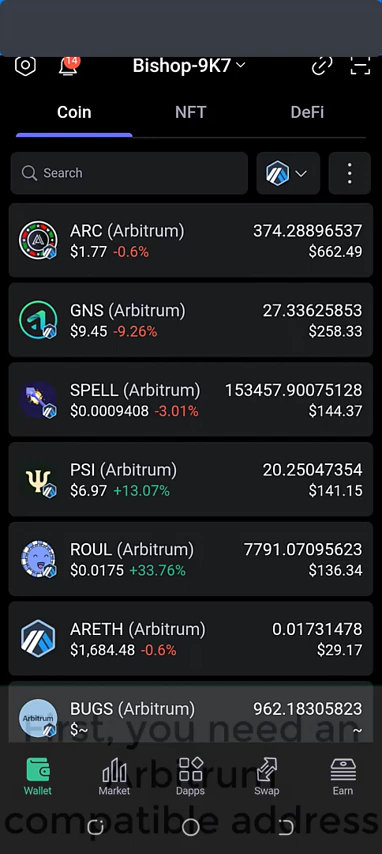 14
Bishop-9K7
Coin NFT DeFi
Search
ARC (Arbitrum) 374.28896537
$1.77 -0.6% $662.49
GNS (Arbitrum) 27.33625853
$9.45 -9.26% $258.33
SPELL (Arbitrum) 153457.90075128
$0.0009408 -3.01% $144.37
PSI (Arbitrum) 20.25047354
$6.97 +13.07% $141.15
ROUL (Arbitrum) 7791.07095623
$0.0175 +33.76% $136.34
ARETH (Arbitrum) 0.01731478
$1,684.48 -0.6% $29.17
Arbitrum
BUGS (Arbitrum) 962.18305823
$~ ~
First, you need an
Arbitrum
compatible address
Wallet Market Dapps Swap Earn